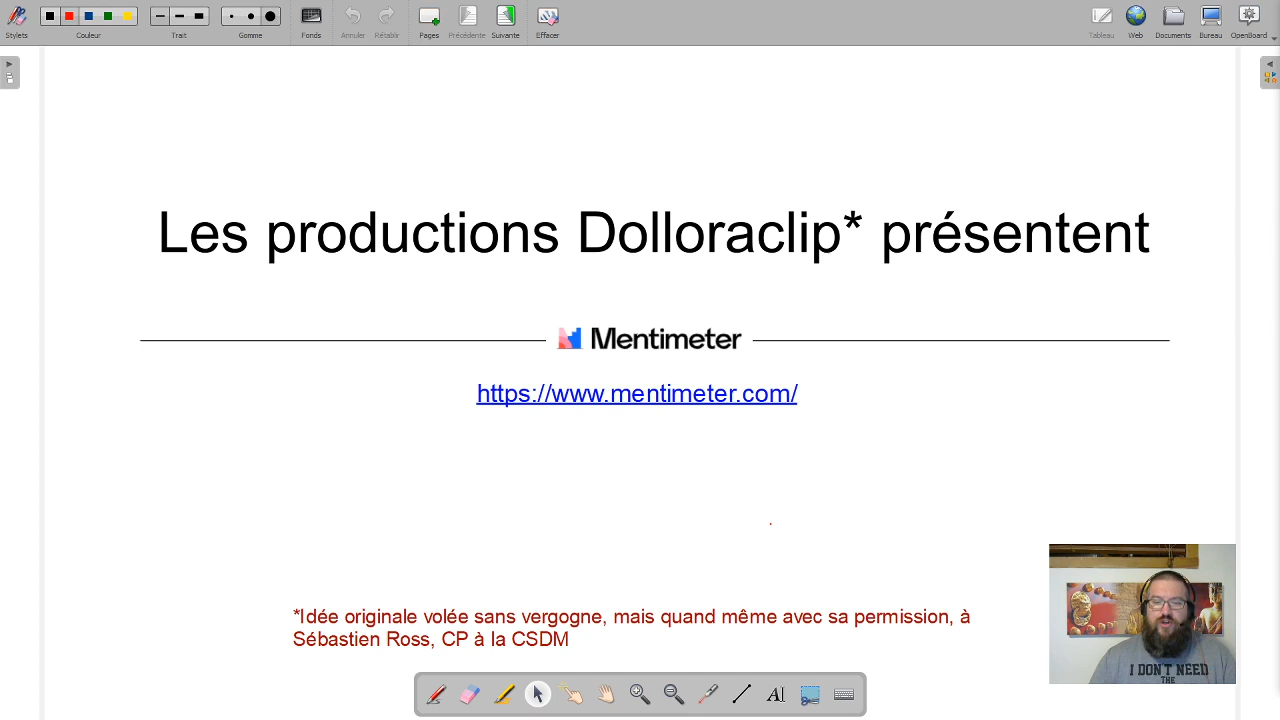 Stylets Couleur Trait Gomme Fonds Annuler Rétablir Pages Précédente Suivante Effacer Tableau Web Documents Bureau OpenBoard
Les productions Dolloraclip* présentent
Mentimeter
https://www.mentimeter.com/
*Idée originale volée sans vergogne, mais quand même avec sa permission, à
Sébastien Ross, CP à la CSDM
I DON'T NEED
THE
AI